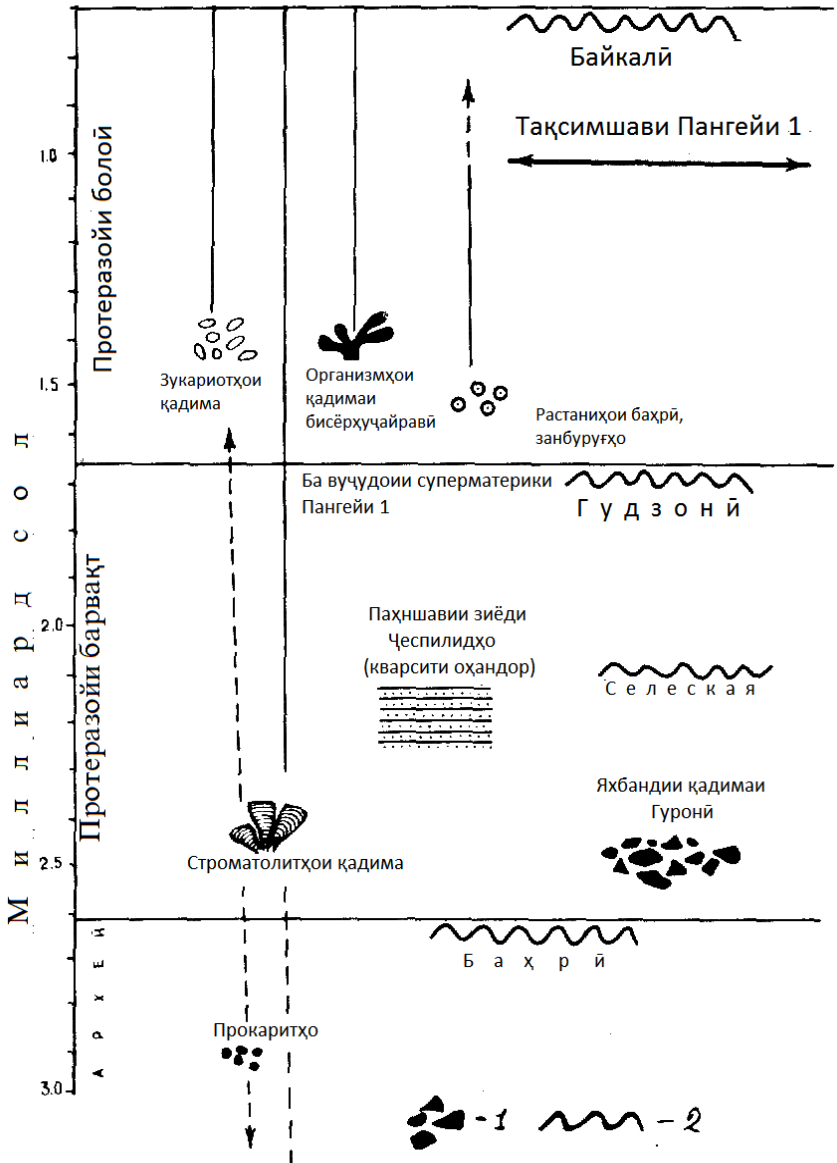 Байкалӣ
Тақсимшави Пангейи 1
1.0
Протеразойи болоӣ
Зукариотҳои
қадима
Организмҳои
қадимаи
бисёрҳуҷайравӣ
1.5
Растаниҳои баҳрӣ,
занбуруғҳо
Ба вуҷудоии суперматерики
Пангейи 1
Гудзонӣ
Миллиард сол
Протеразойи барвақт
2.0
Паҳншавии зиёди
Ҷеспилидҳо
(кварсити оҳандор)
Селеская
Яхбандии қадимаи
Гуронӣ
2.5
Строматолитҳои қадима
АРХЕЙ
Баҳрӣ
Прокаритҳо
3.0
-1
-2